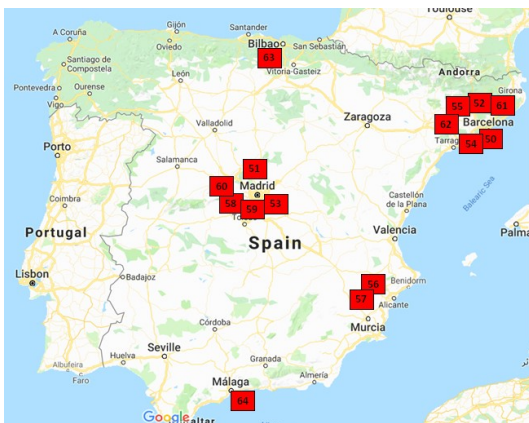 Toulouse
A Coruña
Gijón
Santander
Oviedo
Bilbao
San Sebastián
63
Santiago de
Compostela
León
Vitoria-Gasteiz
Andorra
Pontevedra
Ourense
Vigo
Girona
55
52
61
Valladolid
Zaragoza
62
Barcelona
50
54
Porto
Salamanca
51
60
Madrid
58
59
53
Castellón
de la Plana
Balearic Sea
Coimbra
Portugal
Spain
Valencia
Palma
Lisbon
Badajoz
56
Benidorm
57
Alicante
Murcia
Córdoba
Seville
Huelva
Granada
Albufeira
Faro
Almería
Málaga
64
Google